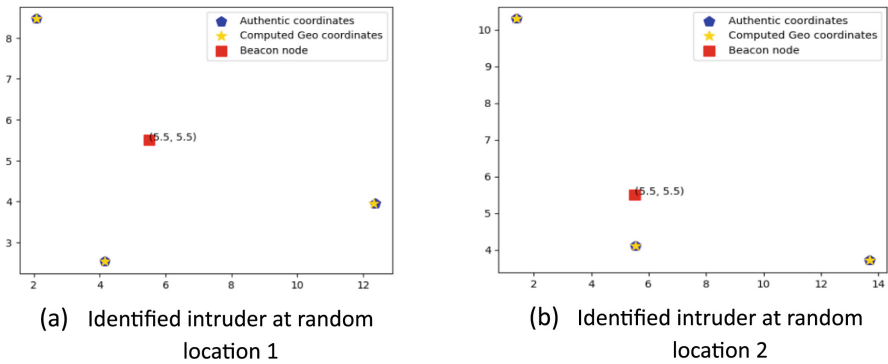 Authentic coordinates
Computed Geo coordinates
Beacon node
(5.5, 5.5)
8
7
6
5
4
3
2 4 6 8 10 12
(a) Identified intruder at random
location 1
Authentic coordinates
Computed Geo coordinates
Beacon node
(5.5, 5.5)
10
9
8
7
6
5
4
2 4 6 8 10 12 14
(b) Identified intruder at random
location 2